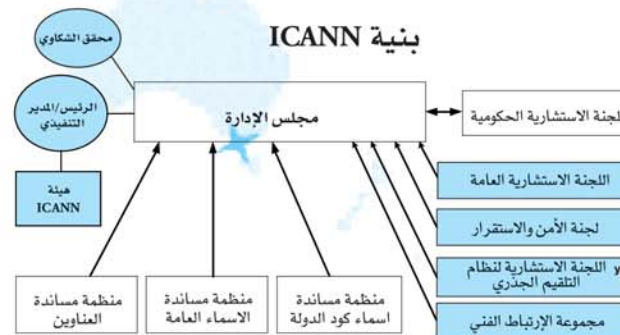 بنية ICANN
محقق الشكاوي
الرئيس/المدير
التنفيذي
هيئة
ICANN
مجلس الإدارة
للجنة الاستشارية الحكومية
اللجنة الاستشارية العامة
لجنة الأمن والاستقرار
اللجنة الاستشارية لنظام
التلقيم الجذري
مجموعة الإرتباط الفني
منظمة مساندة
اسماء كود الدولة
منظمة مساندة
الاسماء العامة
منظمة مساندة
العناوين